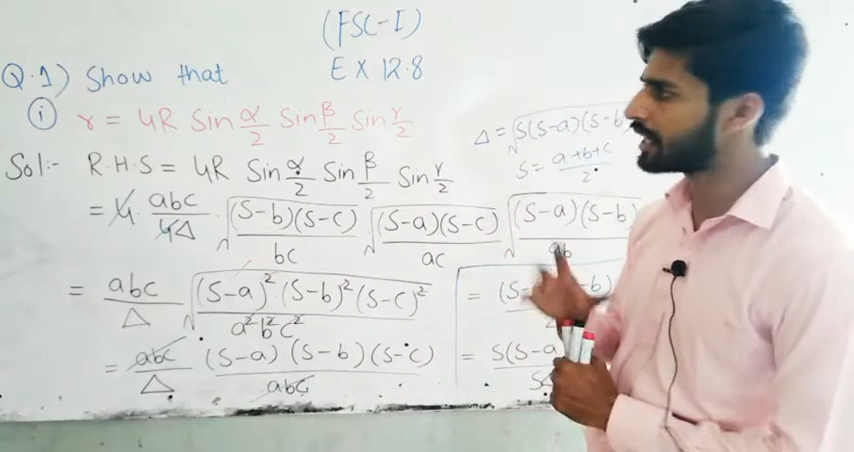 (FSC-I)
Q.1) Show that EX 12.8
(i) r = 4R Sin α/2 Sin β/2 Sin γ/2
Δ = √S(S-a)(S-b)
S = a+b+c/2
Sol:- R.H.S = 4R Sin α/2 Sin β/2 Sin γ/2
= 4. abc/4Δ √(S-b)(S-c)/bc √(S-a)(S-c)/ac √(S-a)(S-b)/ab
= abc/Δ √(S-a)²(S-b)²(S-c)²/a²b²c²
= abc/Δ (S-a)(S-b)(S-c)/abc
= (S b)
= S(S-a